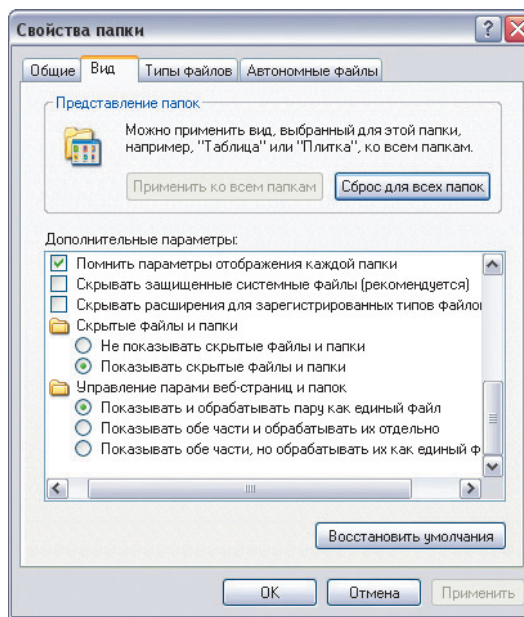 Свойства папки
Общие Вид Типы файлов Автономные файлы
Представление папок
Можно применить вид, выбранный для этой папки,
например, "Таблица" или "Плитка", ко всем папкам.
Применить ко всем папкам Сброс для всех папок
Дополнительные параметры:
Помнить параметры отображения каждой папки
Скрывать защищенные системные файлы (рекомендуется)
Скрывать расширения для зарегистрированных типов
Скрытые файлы и папки
Не показывать скрытые файлы и папки
Показывать скрытые файлы и папки
Управление парами веб-страниц и папок
Показывать и обрабатывать пару как единый файл
Показывать обе части и обрабатывать их отдельно
Показывать обе части, но обрабатывать их как единый ф
Восстановить умолчания
ОК Отмена Применить